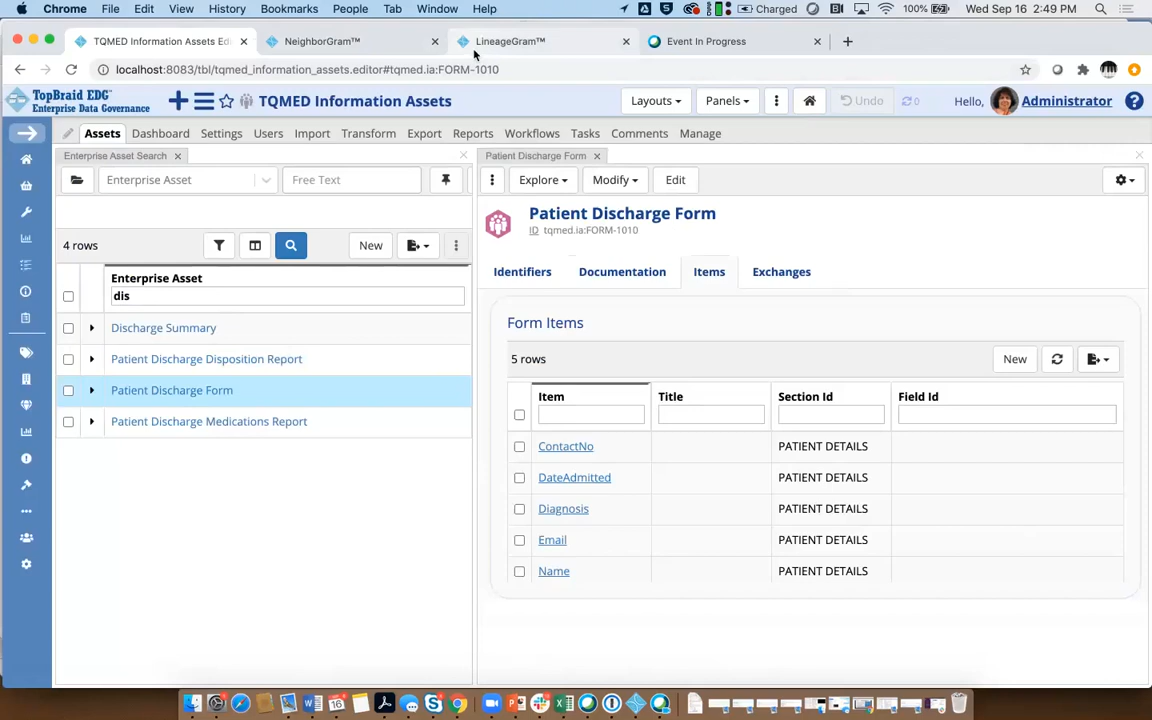 Chrome File Edit View History Bookmarks People Tab Window Help Charged 100% Wed Sep 16 2:49 PM
TQMED Information Assets Edi NeighborGram™ LineageGram™ Event In Progress
localhost:8083/tbl/tqmed_information_assets.editor#tqmed.ia:FORM-1010
TopBraid EDG™
Enterprise Data Governance
TQMED Information Assets Layouts Panels Undo 0 Hello, Administrator
Assets Dashboard Settings Users Import Transform Export Reports Workflows Tasks Comments Manage
Enterprise Asset Search Patient Discharge Form
Enterprise Asset Free Text Explore Modify Edit
Patient Discharge Form
ID tqmed.ia:FORM-1010
4 rows New
Identifiers Documentation Items Exchanges
Enterprise Asset
dis
Discharge Summary
Patient Discharge Disposition Report
Patient Discharge Form
Patient Discharge Medications Report
Form Items
5 rows New
Item Title Section Id Field Id
ContactNo PATIENT DETAILS
DateAdmitted PATIENT DETAILS
Diagnosis PATIENT DETAILS
Email PATIENT DETAILS
Name PATIENT DETAILS